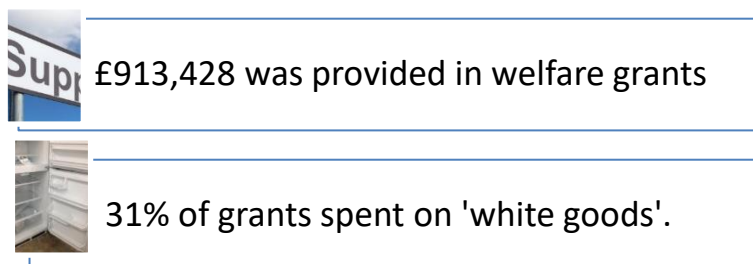 Supp
£913,428 was provided in welfare grants
31% of grants spent on 'white goods'.